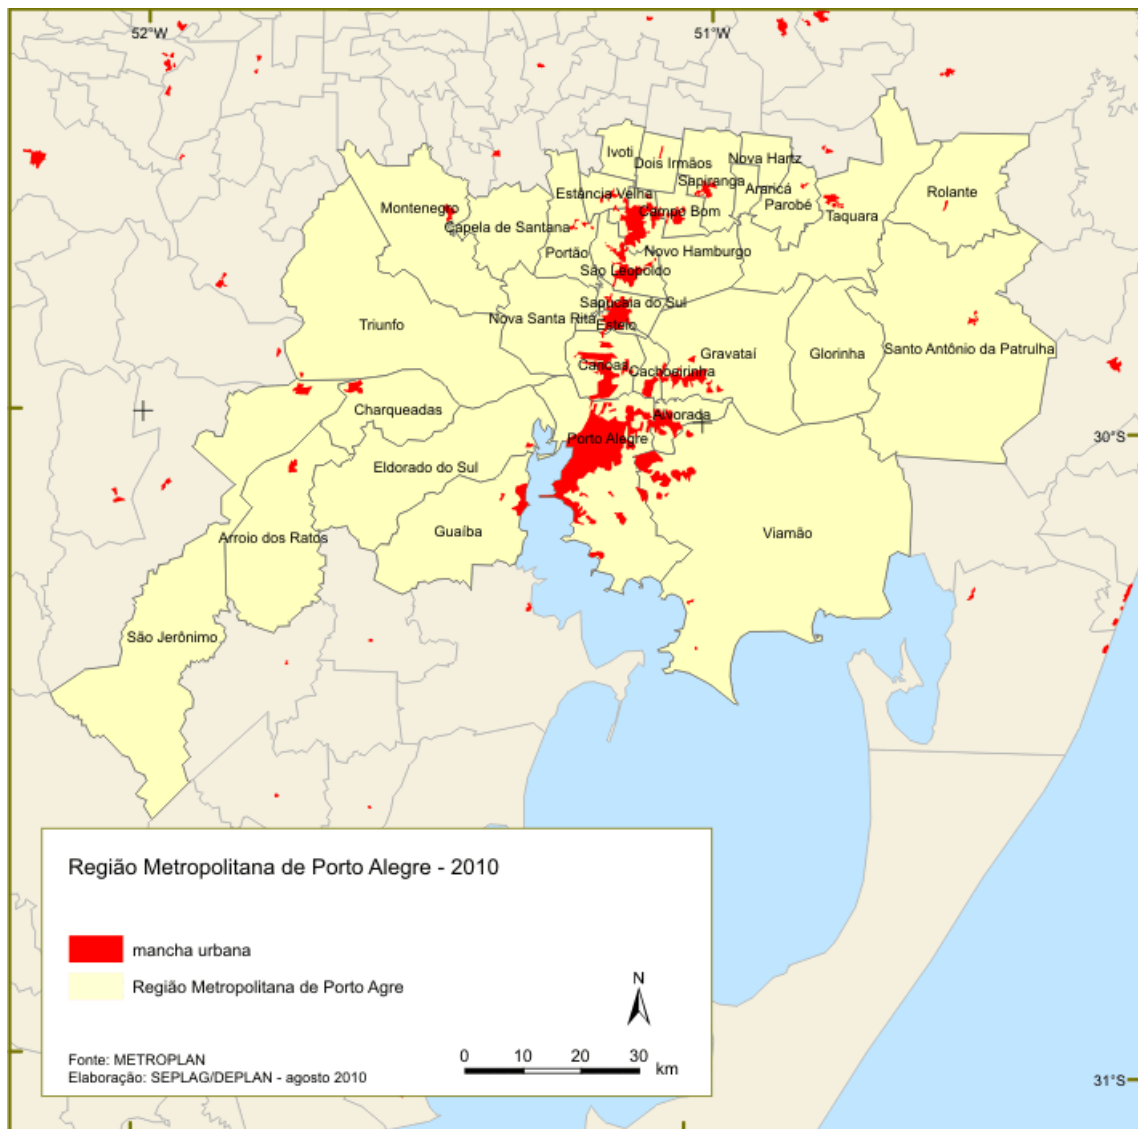 52°W
51°W
Ivoti
Dois Irmãos
Nova Hartz
Sapiranga
Araricá
Estância Velha
Rolante
Parobé
Montenegro
Campo Bom
Taquara
Capela de Santana
Portão
Novo Hamburgo
São Leopoldo
Sapucaia do Sul
Nova Santa Rita
Triunfo
Esteio
Gravataí
Glorinha
Santo Antônio da Patrulha
Canoas
Cachoeirinha
Charqueadas
Alvorada
Porto Alegre
30°S
Eldorado do Sul
Guaíba
Viamão
Arroio dos Ratos
São Jerônimo
Região Metropolitana de Porto Alegre - 2010
mancha urbana
Região Metropolitana de Porto Agre
N
Fonte: METROPLAN
Elaboração: SEPLAG/DEPLAN - agosto 2010
0 10 20 30
km
31°S